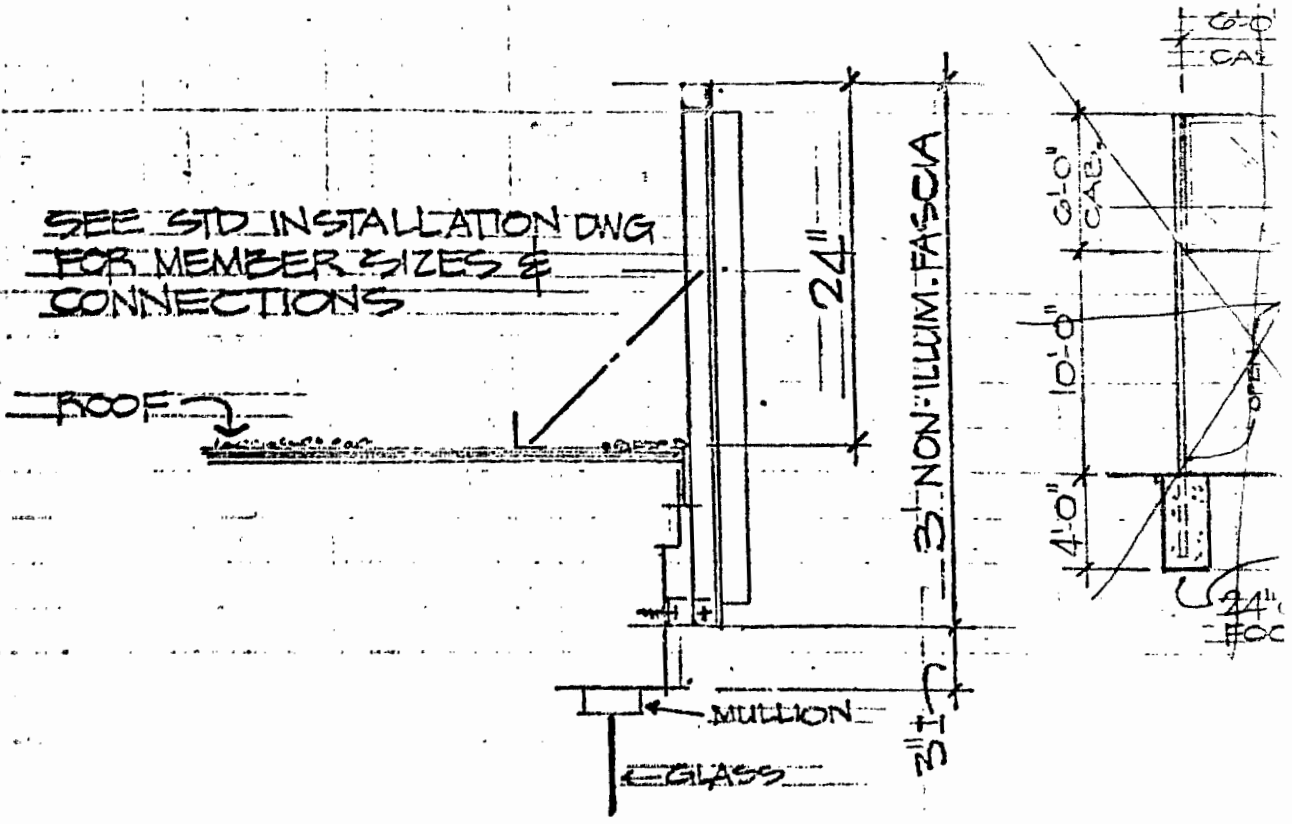 SEE STD INSTALLATION DWG
FOR MEMBER SIZES &
CONNECTIONS
ROOF
24"
3' NON-ILLUM. FASCIA
3"±
MULLION
GLASS
6'-0"
CAB.
10'-0"
OPEN
4'-0"
6'-0"
24"